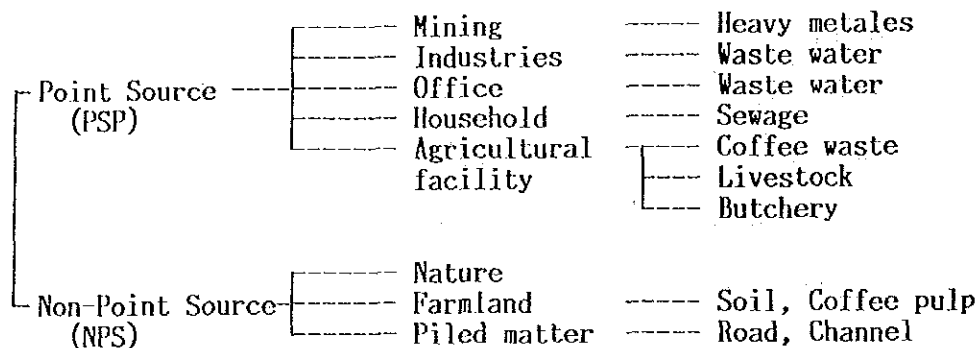 Mining ----- Heavy metales
Industries ----- Waste water
Point Source ----- Office ----- Waste water
(PSP) Household ----- Sewage
Agricultural ----- Coffee waste
facility ----- Livestock
----- Butchery
Nature
Non-Point Source ----- Farmland ----- Soil, Coffee pulp
(NPS) Piled matter ----- Road, Channel